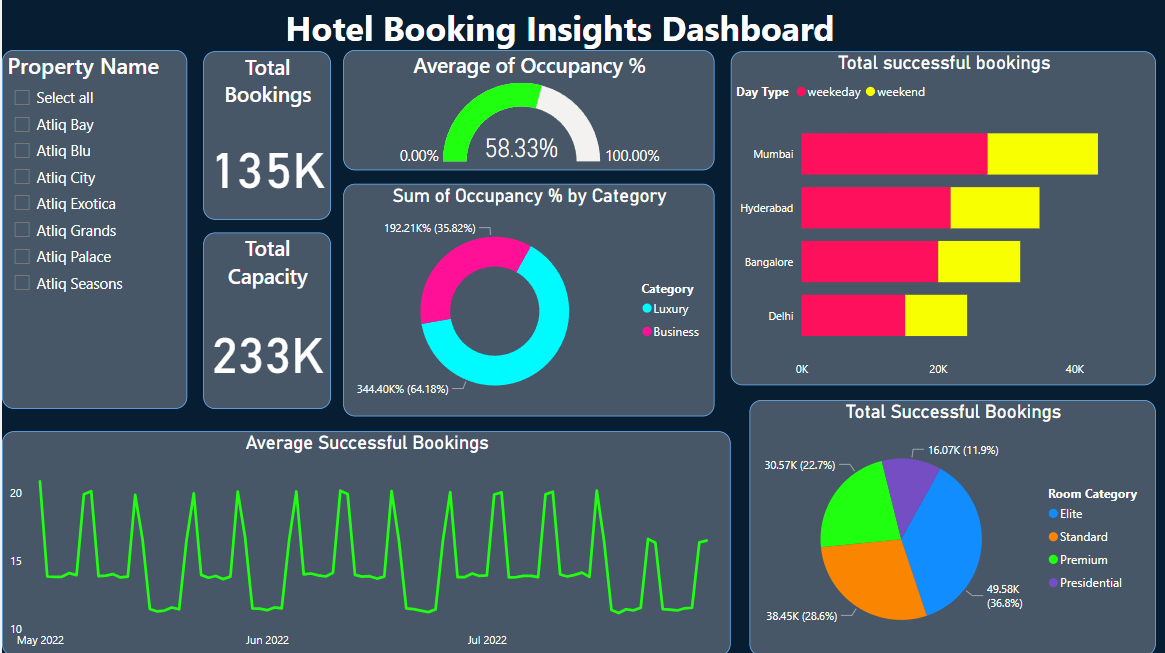 Hotel Booking Insights Dashboard
Property Name
Select all
Atliq Bay
Atliq Blu
Atliq City
Atliq Exotica
Atliq Grands
Atliq Palace
Atliq Seasons
Total
Bookings
135K
Total
Capacity
233K
Average of Occupancy %
0.00%
58.33%
100.00%
Sum of Occupancy % by Category
192.21K% (35.82%)
344.40K% (64.18%)
Category
Luxury
Business
Total successful bookings
Day Type weekeday weekend
Mumbai
Hyderabad
Bangalore
Delhi
0K 20K 40K
Average Successful Bookings
20
15
10
May 2022 Jun 2022 Jul 2022
Total Successful Bookings
16.07K (11.9%)
30.57K (22.7%)
49.58K
(36.8%)
38.45K (28.6%)
Room Category
Elite
Standard
Premium
Presidential